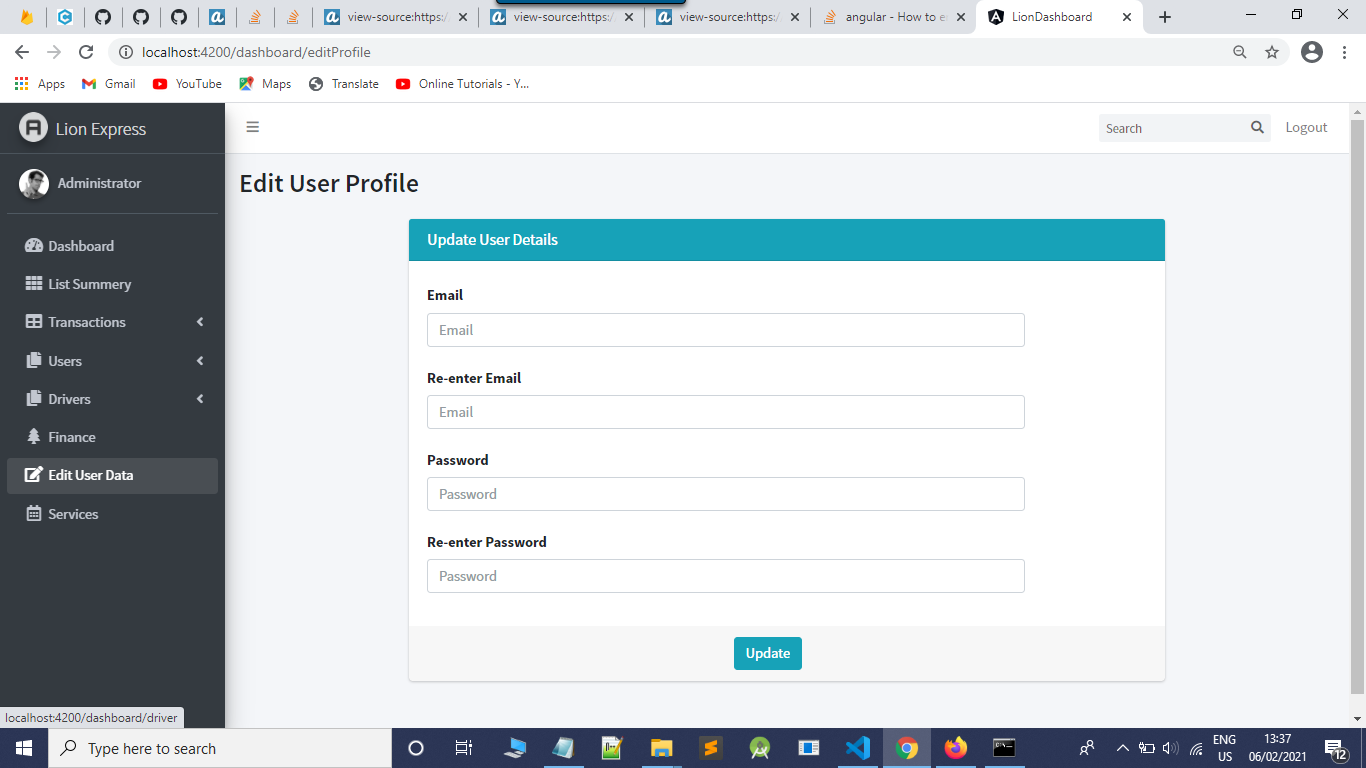 view-source:https:/
view-source:https:/
view-source:https:/
angular - How to e
LionDashboard
localhost:4200/dashboard/editProfile
Apps
Gmail
YouTube
Maps
Translate
Online Tutorials - Y...
Lion Express
Search
Logout
Administrator
Edit User Profile
Dashboard
List Summery
Transactions
Users
Drivers
Finance
Edit User Data
Services
Update User Details
Email
Email
Re-enter Email
Email
Password
Password
Re-enter Password
Password
Update
localhost:4200/dashboard/driver
Type here to search
ENG
US
13:37
06/02/2021
12